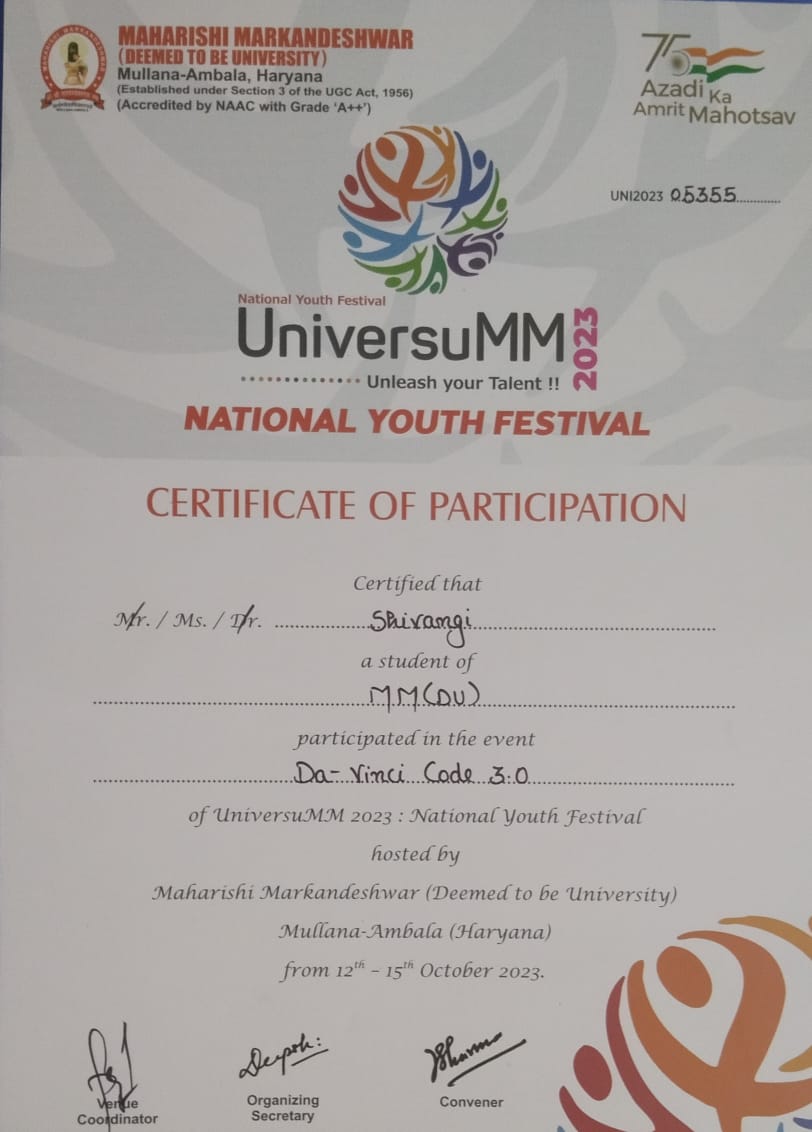 MAHARISHI MARKANDESHWAR
(DEEMED TO BE UNIVERSITY)
Mullana-Ambala, Haryana
(Established under Section 3 of the UGC Act, 1956)
(Accredited by NAAC with Grade 'A++')
75
Azadi Ka
Amrit Mahotsav
UNI2023 05355
National Youth Festival
UniversuMM 2023
Unleash your Talent !!
NATIONAL YOUTH FESTIVAL
CERTIFICATE OF PARTICIPATION
Certified that
Mr. / Ms. / Dr. Shivangi
a student of
MM(DU)
participated in the event
Da-Vinci Code 3.0
of UniversuMM 2023 : National Youth Festival
hosted by
Maharishi Markandeshwar (Deemed to be University)
Mullana-Ambala (Haryana)
from 12th – 15th October 2023.
Venue
Coordinator
Organizing
Secretary
Convener